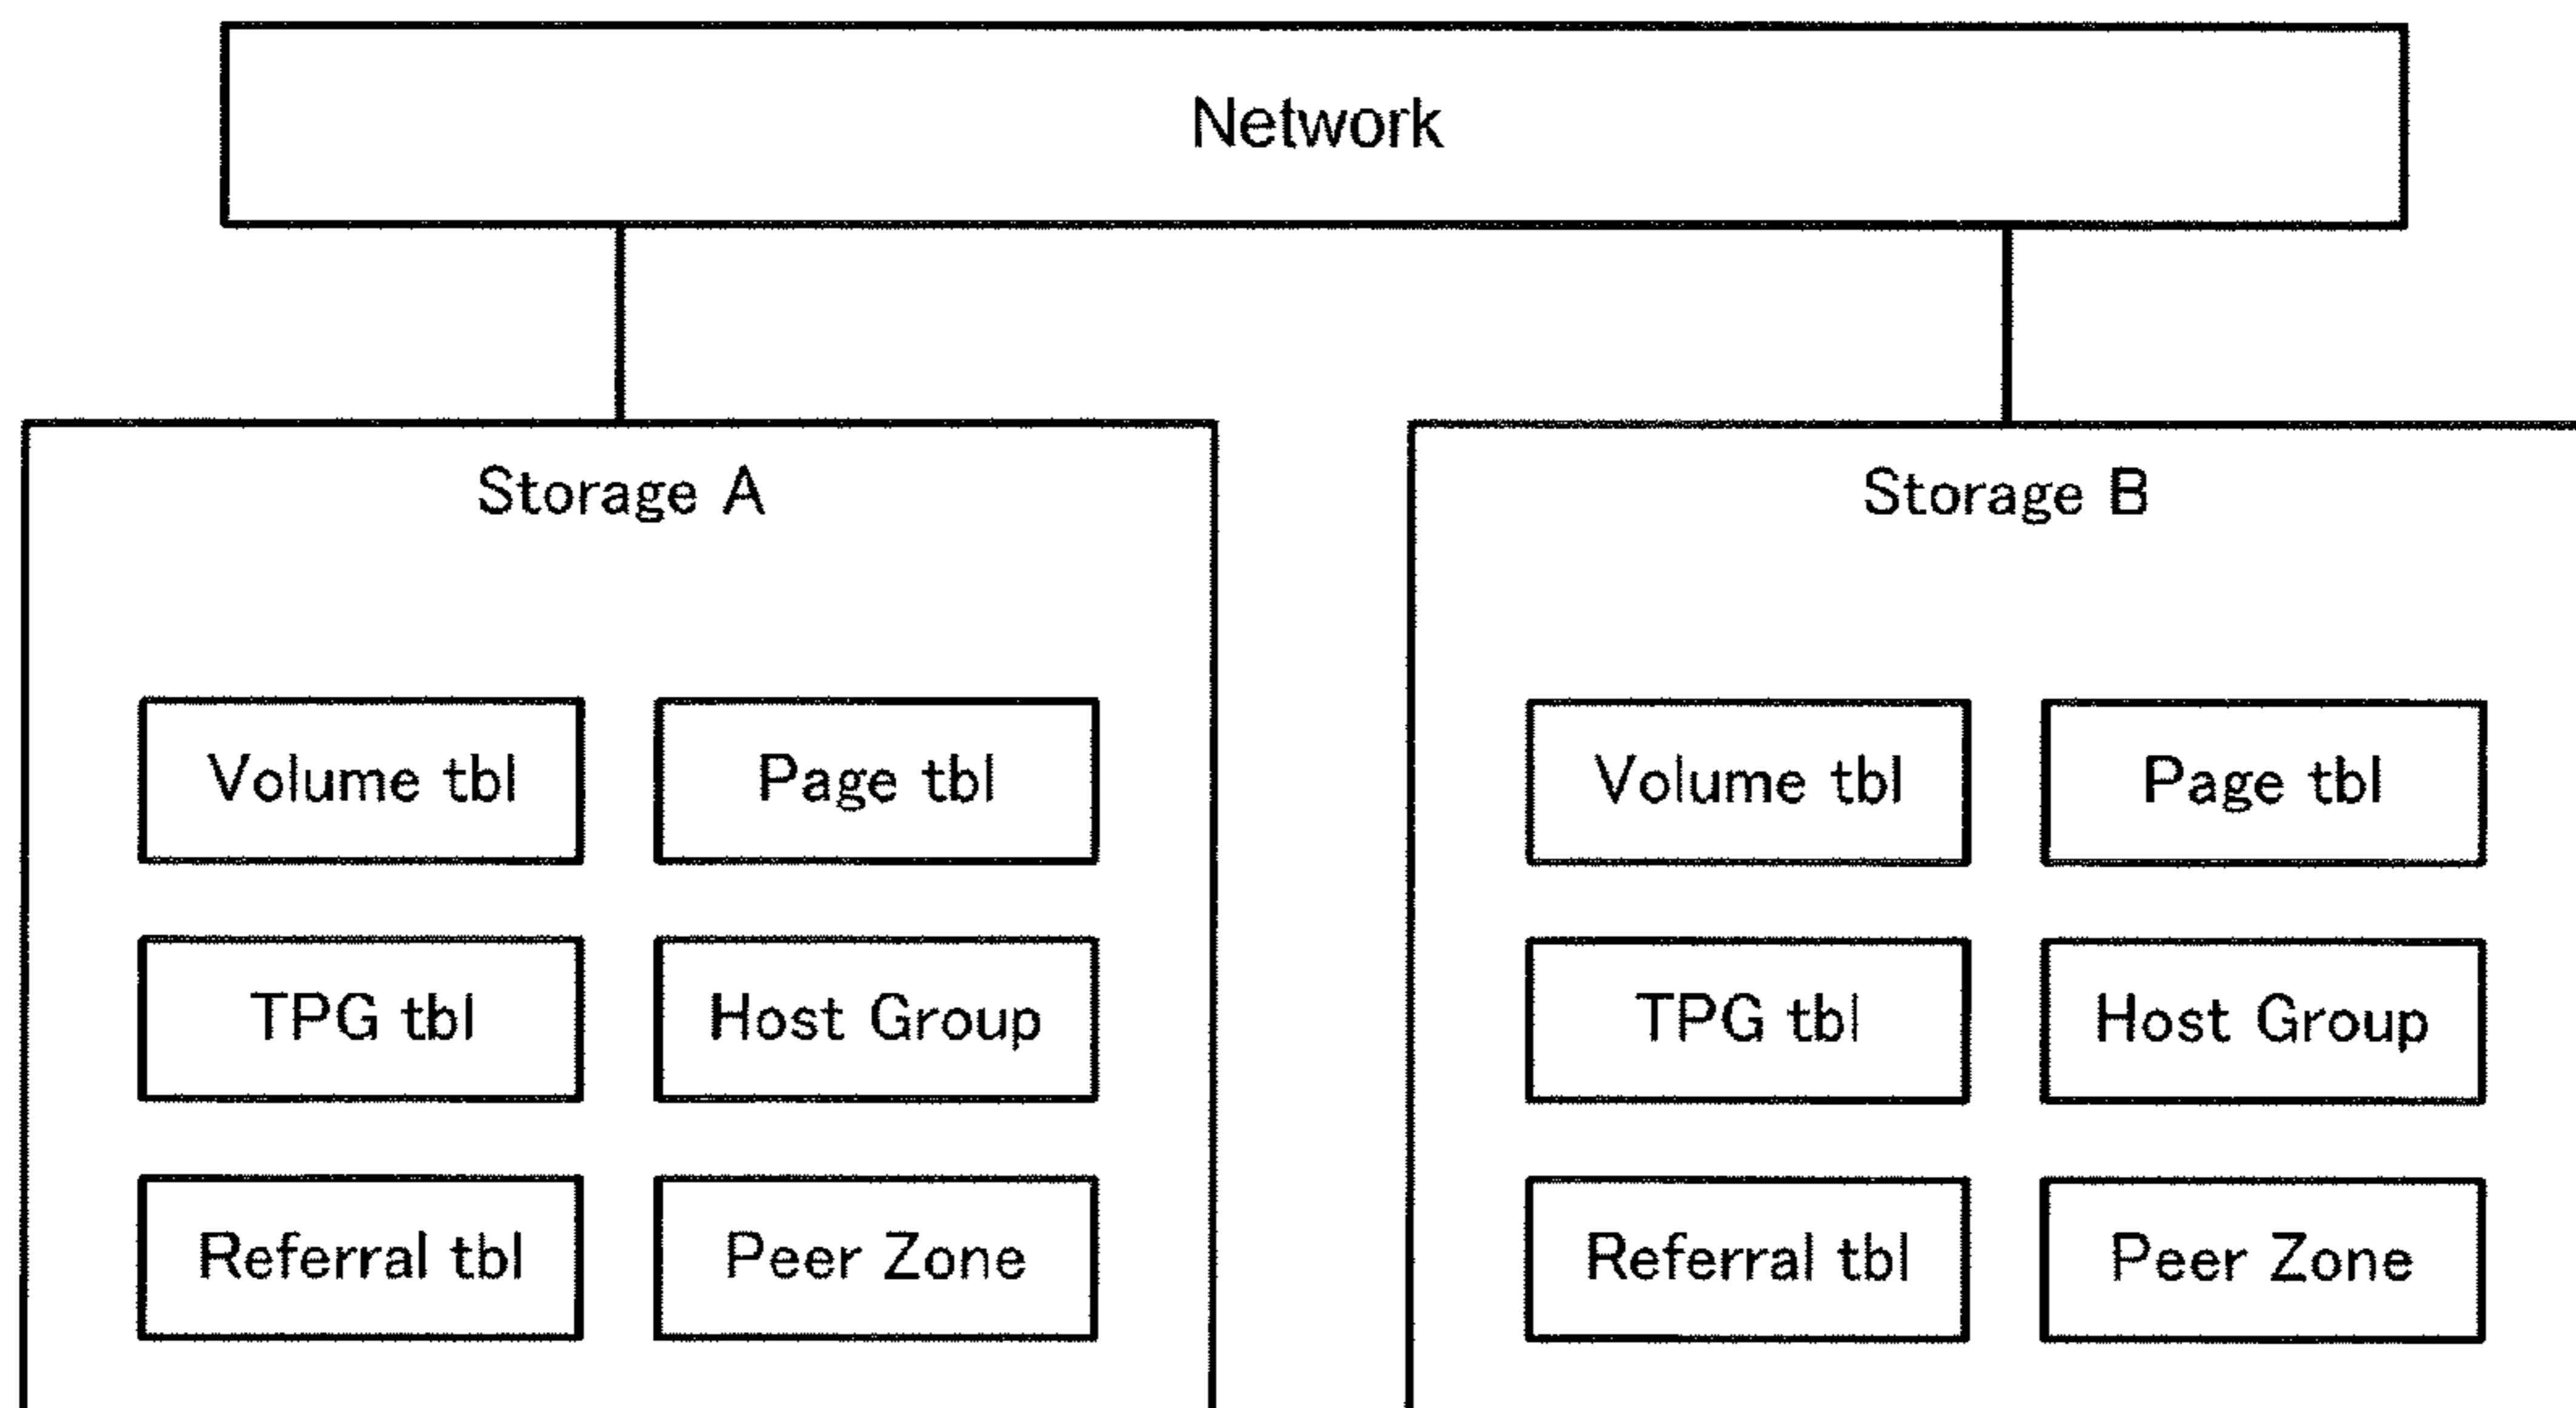 Network
Storage A
Volume tbl
Page tbl
TPG tbl
Host Group
Referral tbl
Peer Zone
Storage B
Volume tbl
Page tbl
TPG tbl
Host Group
Referral tbl
Peer Zone